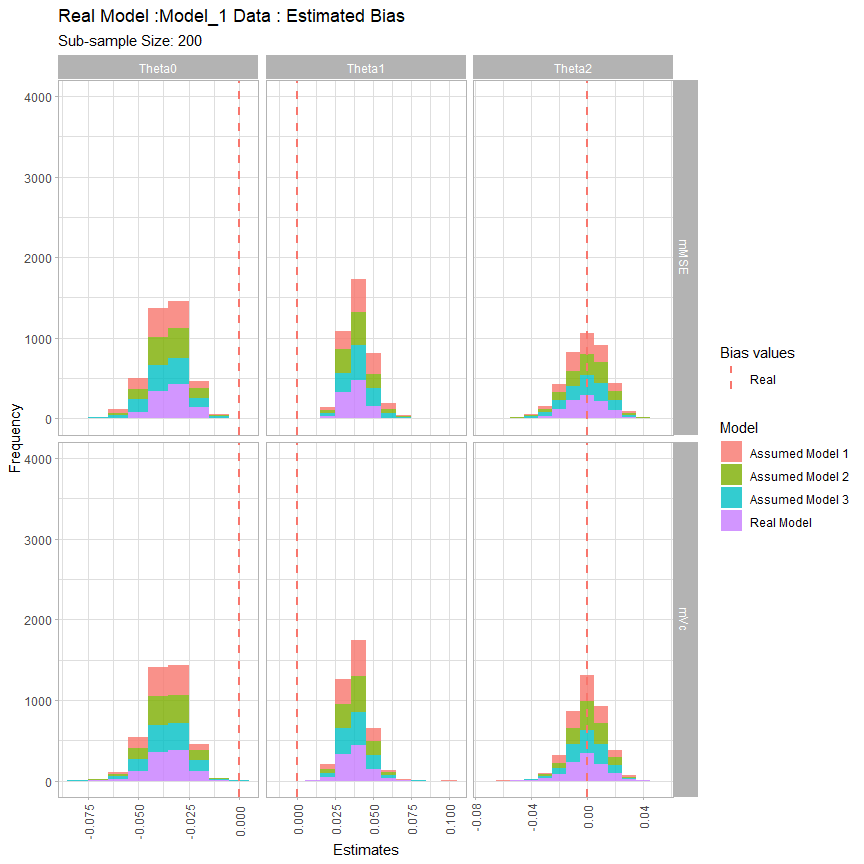 Real Model :Model_1 Data : Estimated Bias
Sub-sample Size: 200
Theta0 Theta1 Theta2
4000
3000
2000
1000
0
mMSE
4000
3000
2000
1000
0
mVc
Frequency
-0.075 -0.050 -0.025 0.000 0.000 0.025 0.050 0.075 0.100 -0.08 -0.04 0.00 0.04
Estimates
Bias values
Real
Model
Assumed Model 1
Assumed Model 2
Assumed Model 3
Real Model